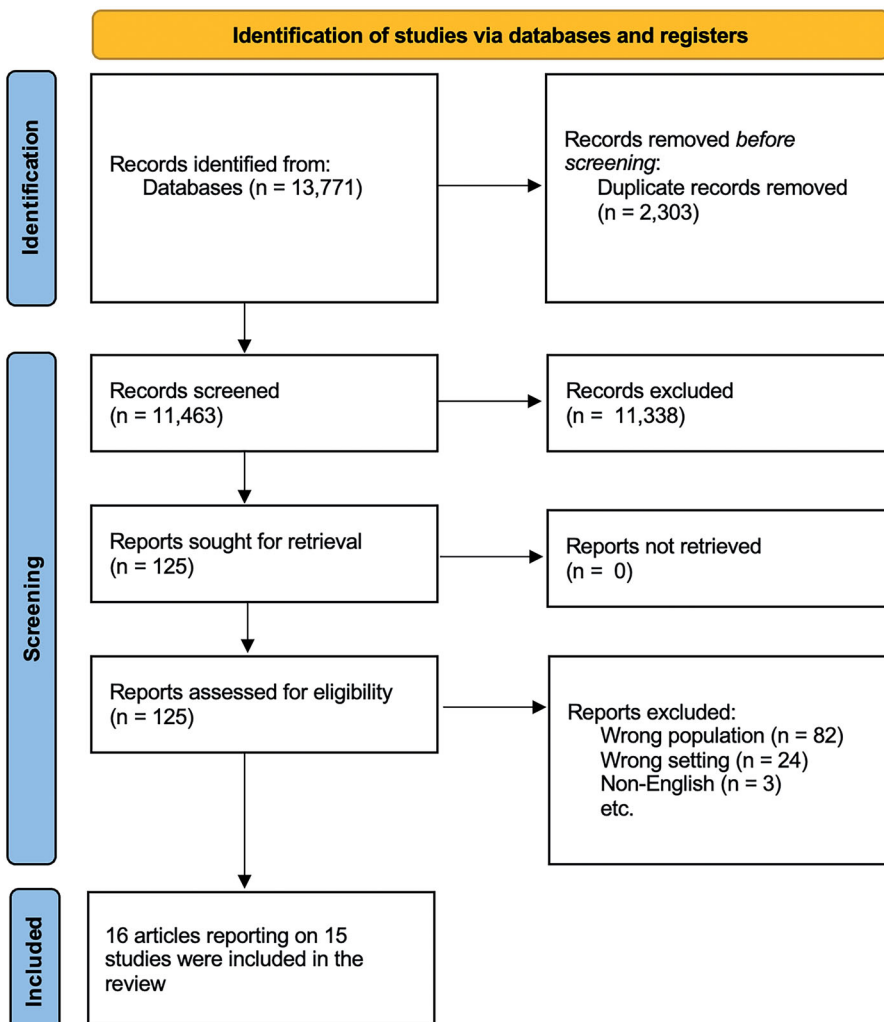 Identification of studies via databases and registers
Identification
Records identified from:
Databases (n = 13,771)
Records removed before
screening:
Duplicate records removed
(n = 2,303)
Screening
Records screened
(n = 11,463)
Records excluded
(n = 11,338)
Reports sought for retrieval
(n = 125)
Reports not retrieved
(n = 0)
Reports assessed for eligibility
(n = 125)
Reports excluded:
Wrong population (n = 82)
Wrong setting (n = 24)
Non-English (n = 3)
etc.
Included
16 articles reporting on 15
studies were included in the
review